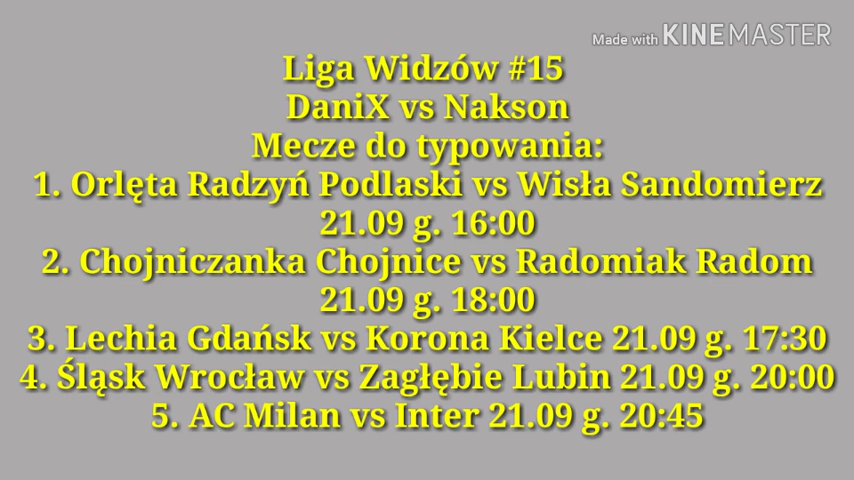 Made with KINEMASTER
Liga Widzów #15
DaniX vs Nakson
Mecze do typowania:
1. Orlęta Radzyń Podlaski vs Wisła Sandomierz
21.09 g. 16:00
2. Chojniczanka Chojnice vs Radomiak Radom
21.09 g. 18:00
3. Lechia Gdańsk vs Korona Kielce 21.09 g. 17:30
4. Śląsk Wrocław vs Zagłębie Lubin 21.09 g. 20:00
5. AC Milan vs Inter 21.09 g. 20:45